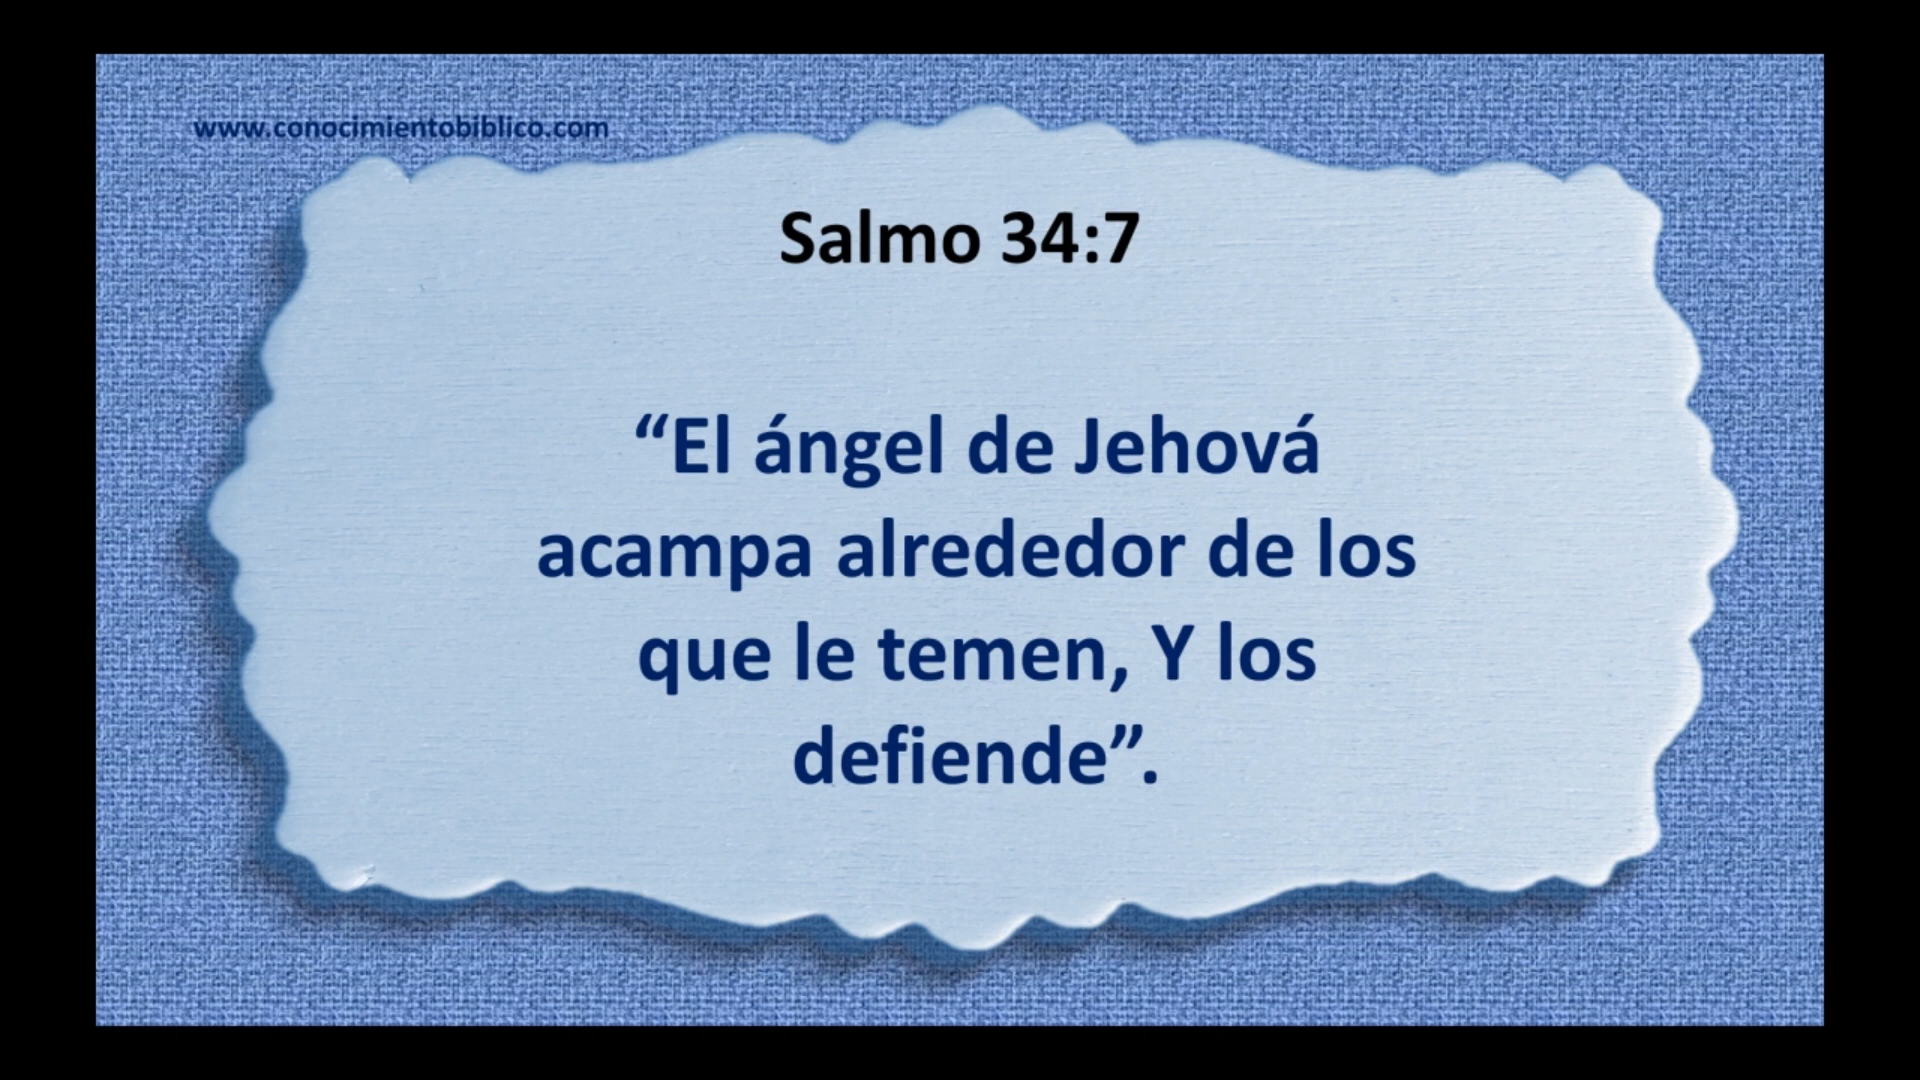 www.conocimientobiblico.com
Salmo 34:7
“El ángel de Jehová
acampa alrededor de los
que le temen, Y los
defiende”.